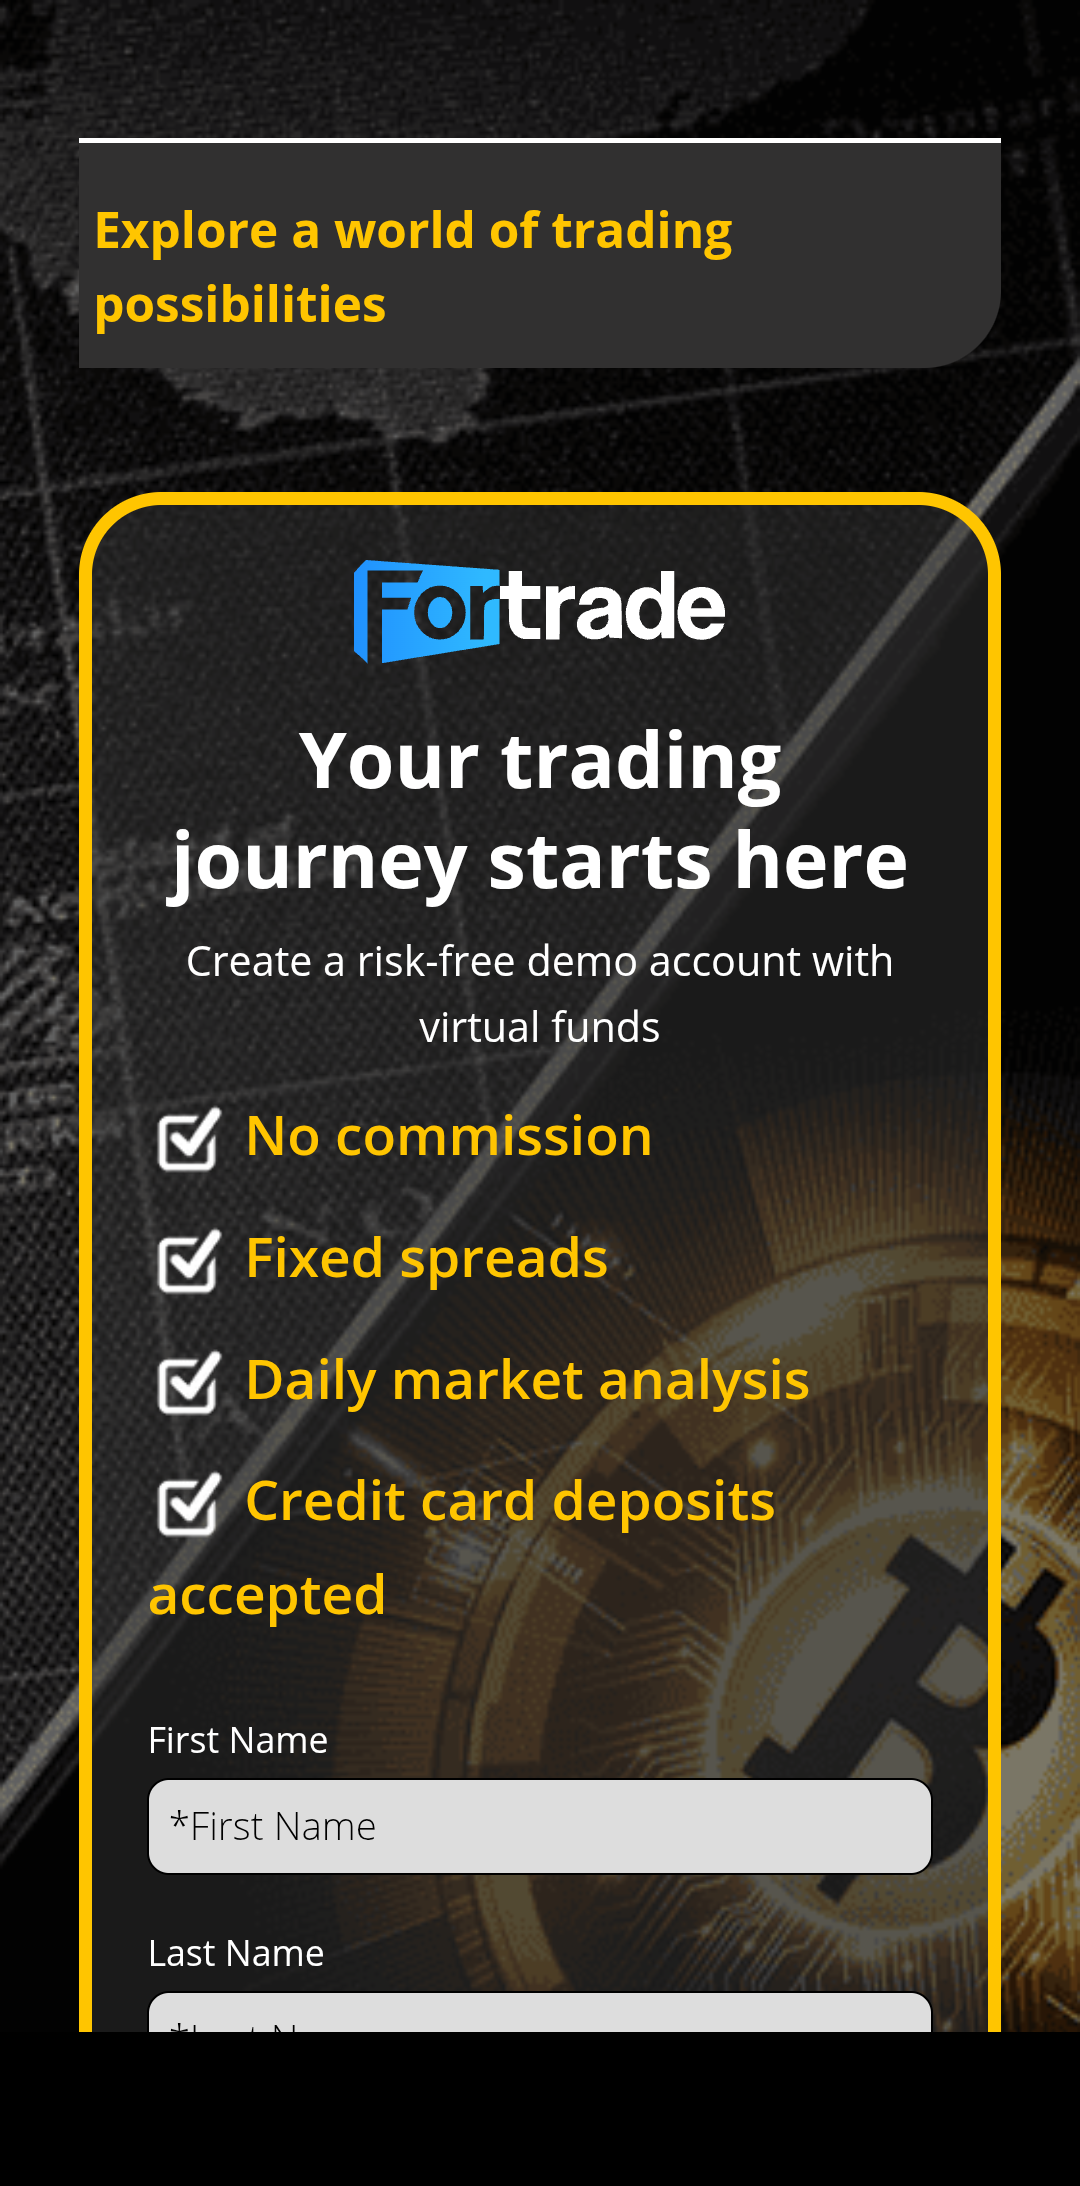 Explore a world of trading
possibilities
Fortrade
Your trading
journey starts here
Create a risk-free demo account with
virtual funds
No commission
Fixed spreads
Daily market analysis
Credit card deposits
accepted
First Name
*First Name
Last Name